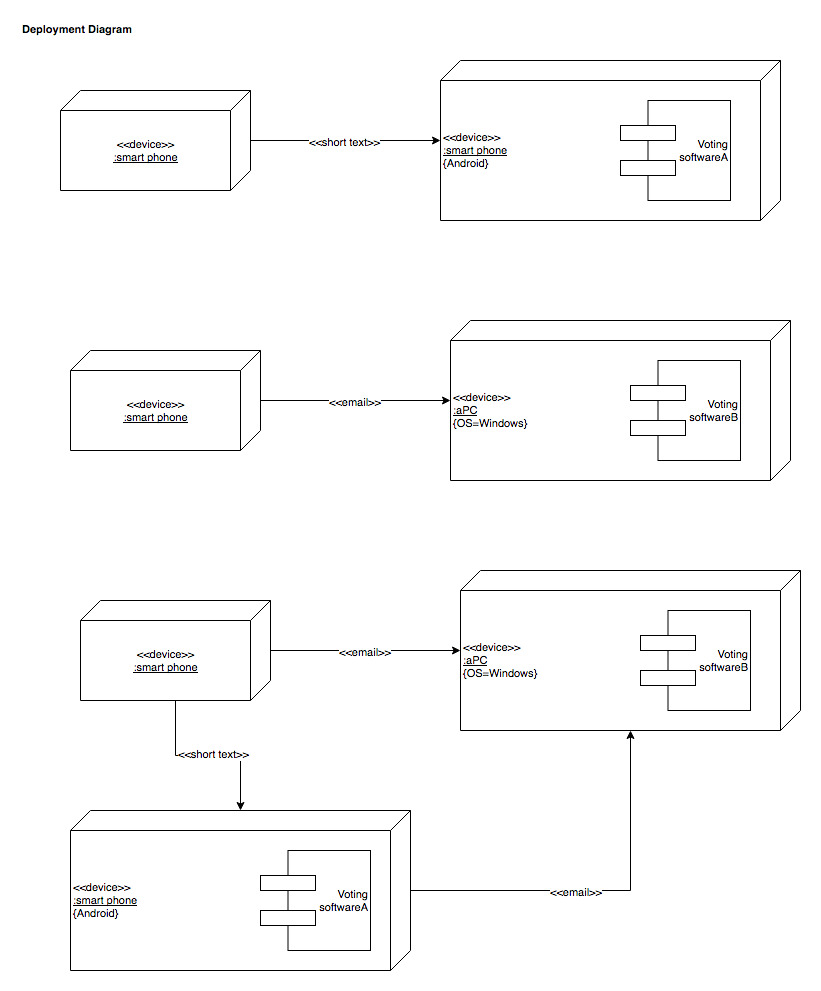 Deployment Diagram
<<device>>
:smart phone
<<short text>>
<<device>>
:smart phone
{Android}
Voting
softwareA
<<device>>
:smart phone
<<email>>
<<device>>
:aPC
{OS=Windows}
Voting
softwareB
<<device>>
:smart phone
<<email>>
<<device>>
:aPC
{OS=Windows}
Voting
softwareB
<<short text>>
<<device>>
:smart phone
{Android}
Voting
softwareA
<<email>>